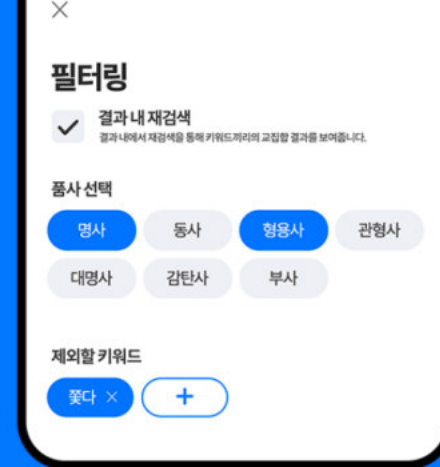 필터링
결과 내 재검색
결과 내에서 재검색을 통해 키워드끼리의 교집합 결과를 보여줍니다.
품사 선택
명사 동사 형용사 관형사
대명사 감탄사 부사
제외할 키워드
쫓다 × +